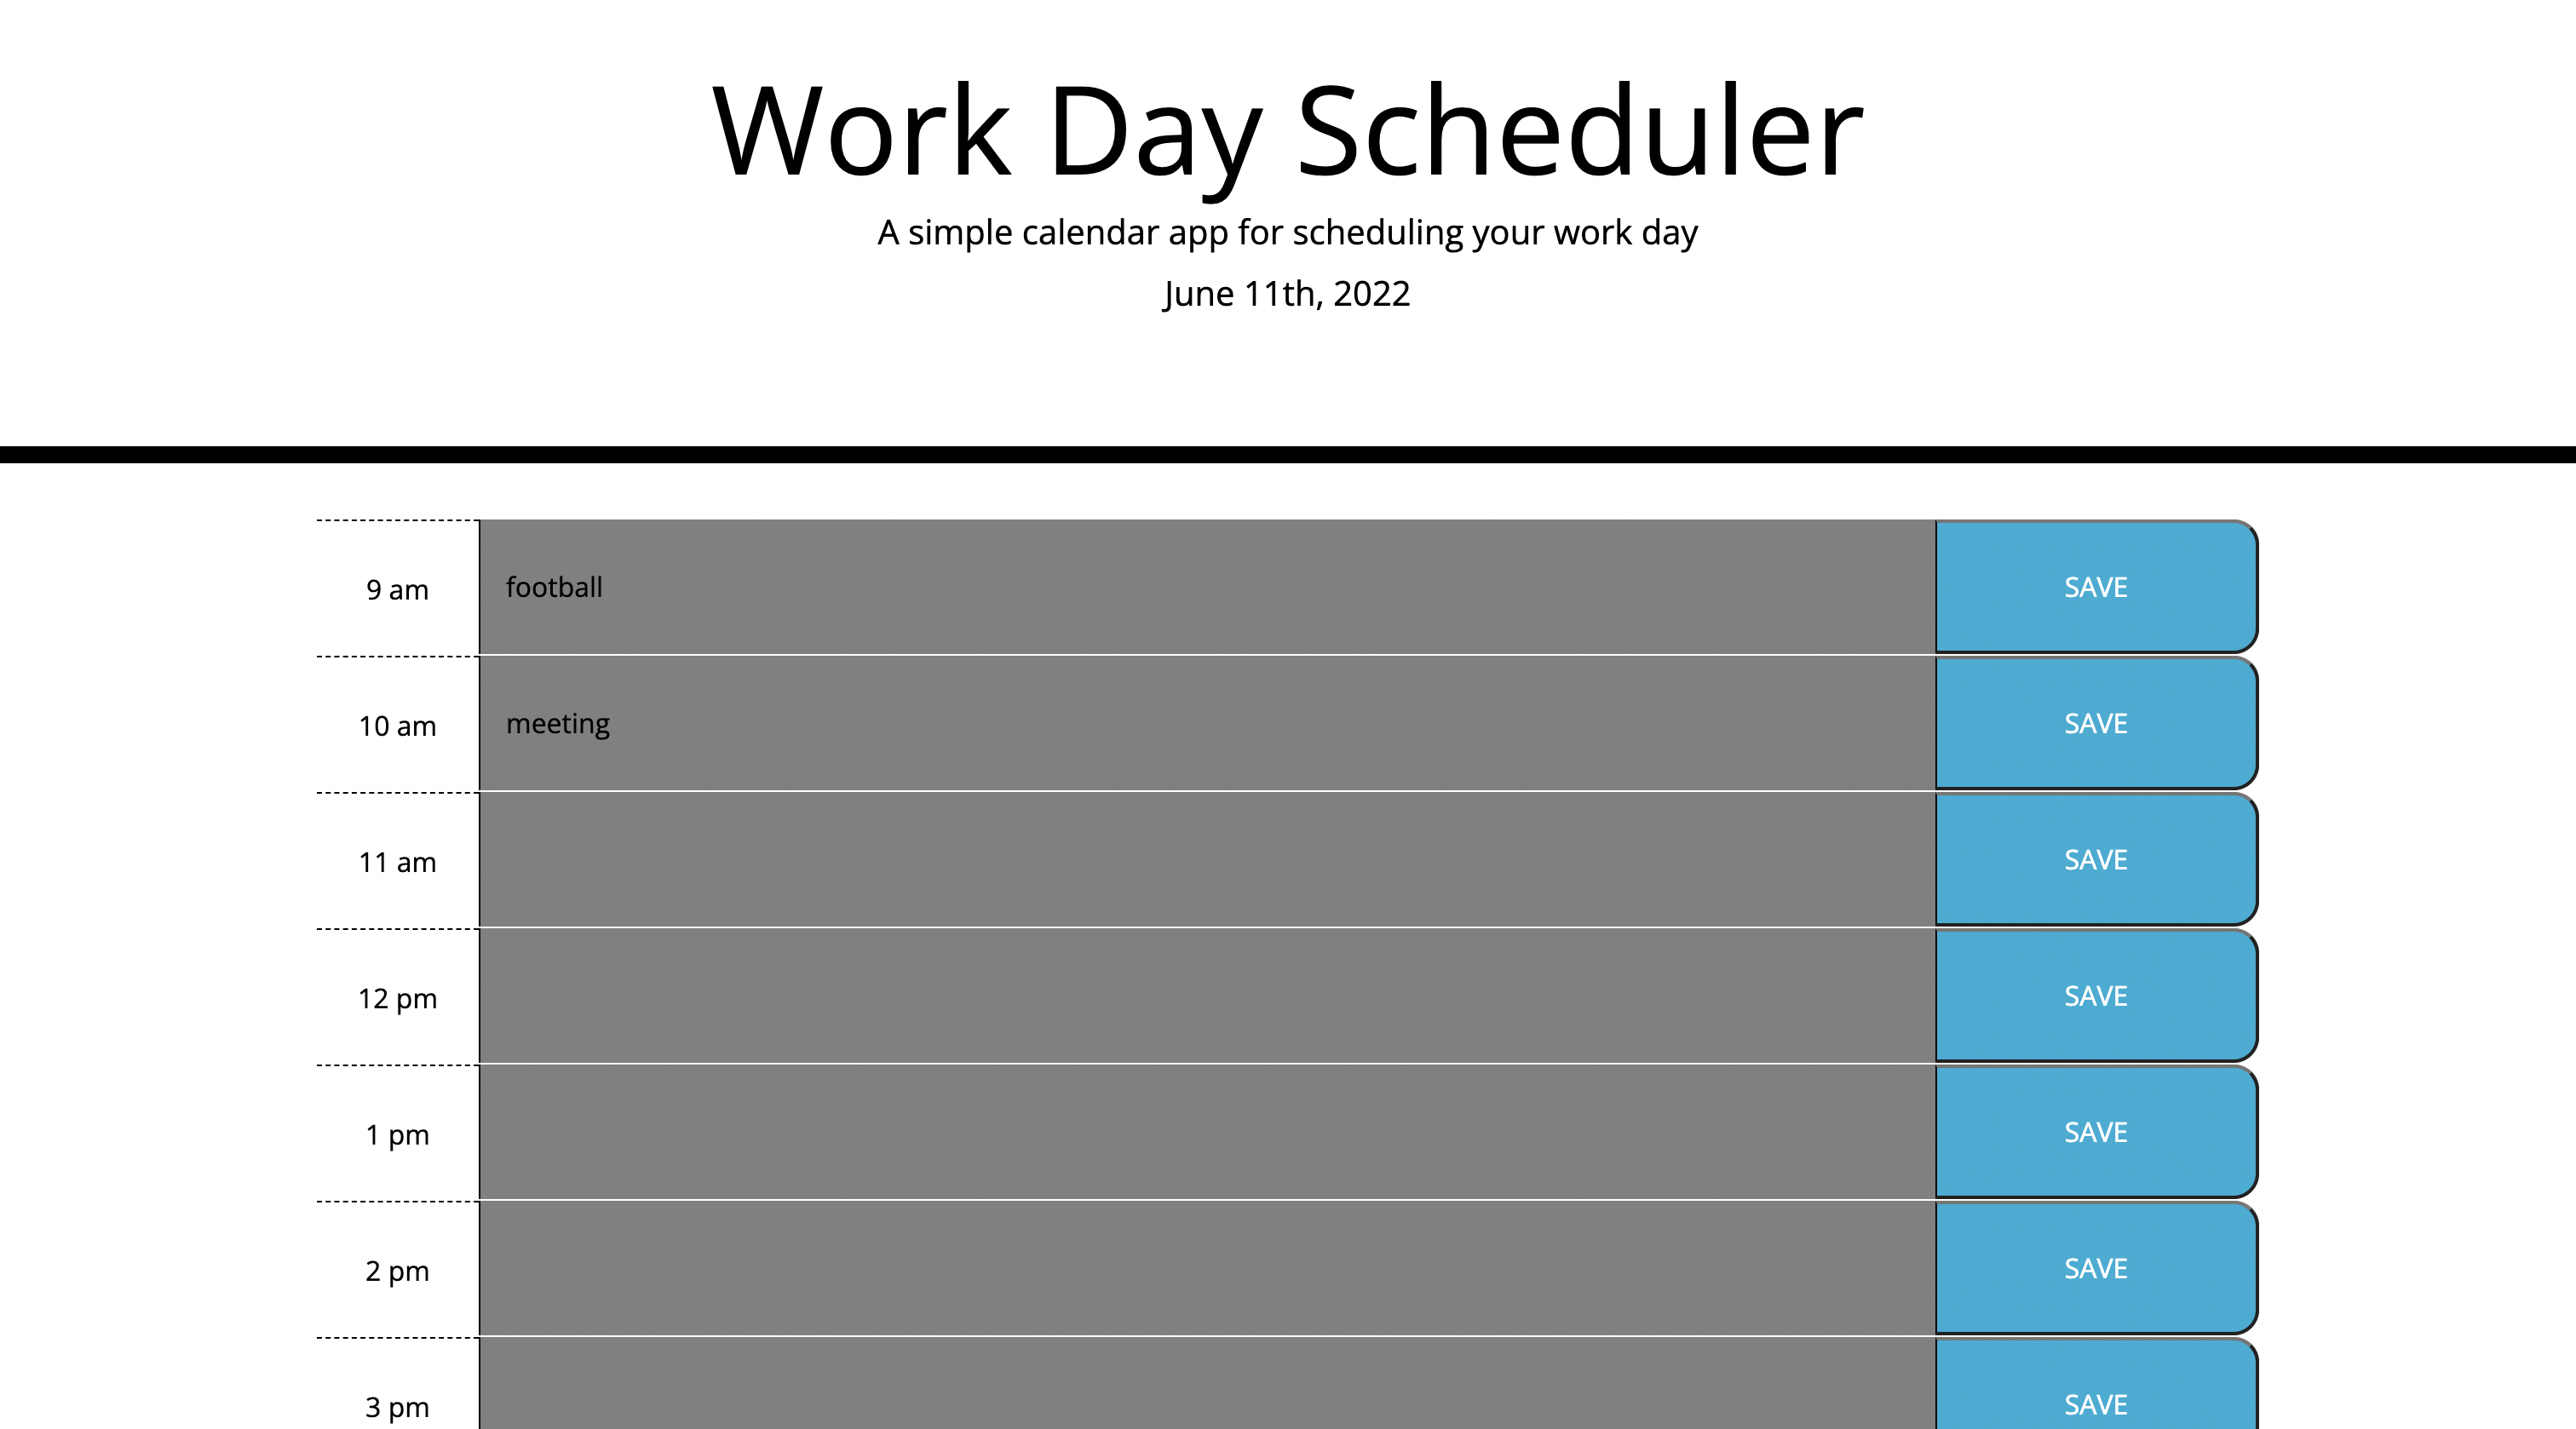 Work Day Scheduler
A simple calendar app for scheduling your work day
June 11th, 2022
9 am football SAVE
10 am meeting SAVE
11 am SAVE
12 pm SAVE
1 pm SAVE
2 pm SAVE
3 pm SAVE